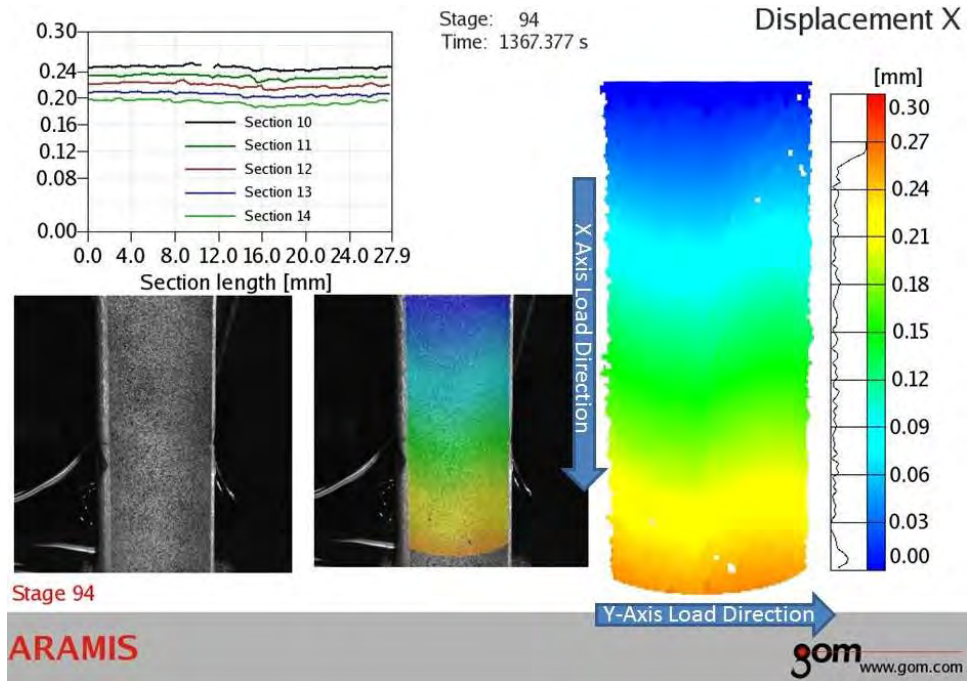 Stage: 94
Time: 1367.377 s
Displacement X
0.30
0.24
0.20
0.16
0.12
0.08
0.00
Section 10
Section 11
Section 12
Section 13
Section 14
0.0 4.0 8.0 12.0 16.0 20.0 24.0 27.9
Section length [mm]
X Axis Load Direction
[mm]
0.30
0.24
0.21
0.18
0.15
0.12
0.09
0.06
0.03
0.00
Stage 94
Y-Axis Load Direction
ARAMIS
gom
www.gom.com